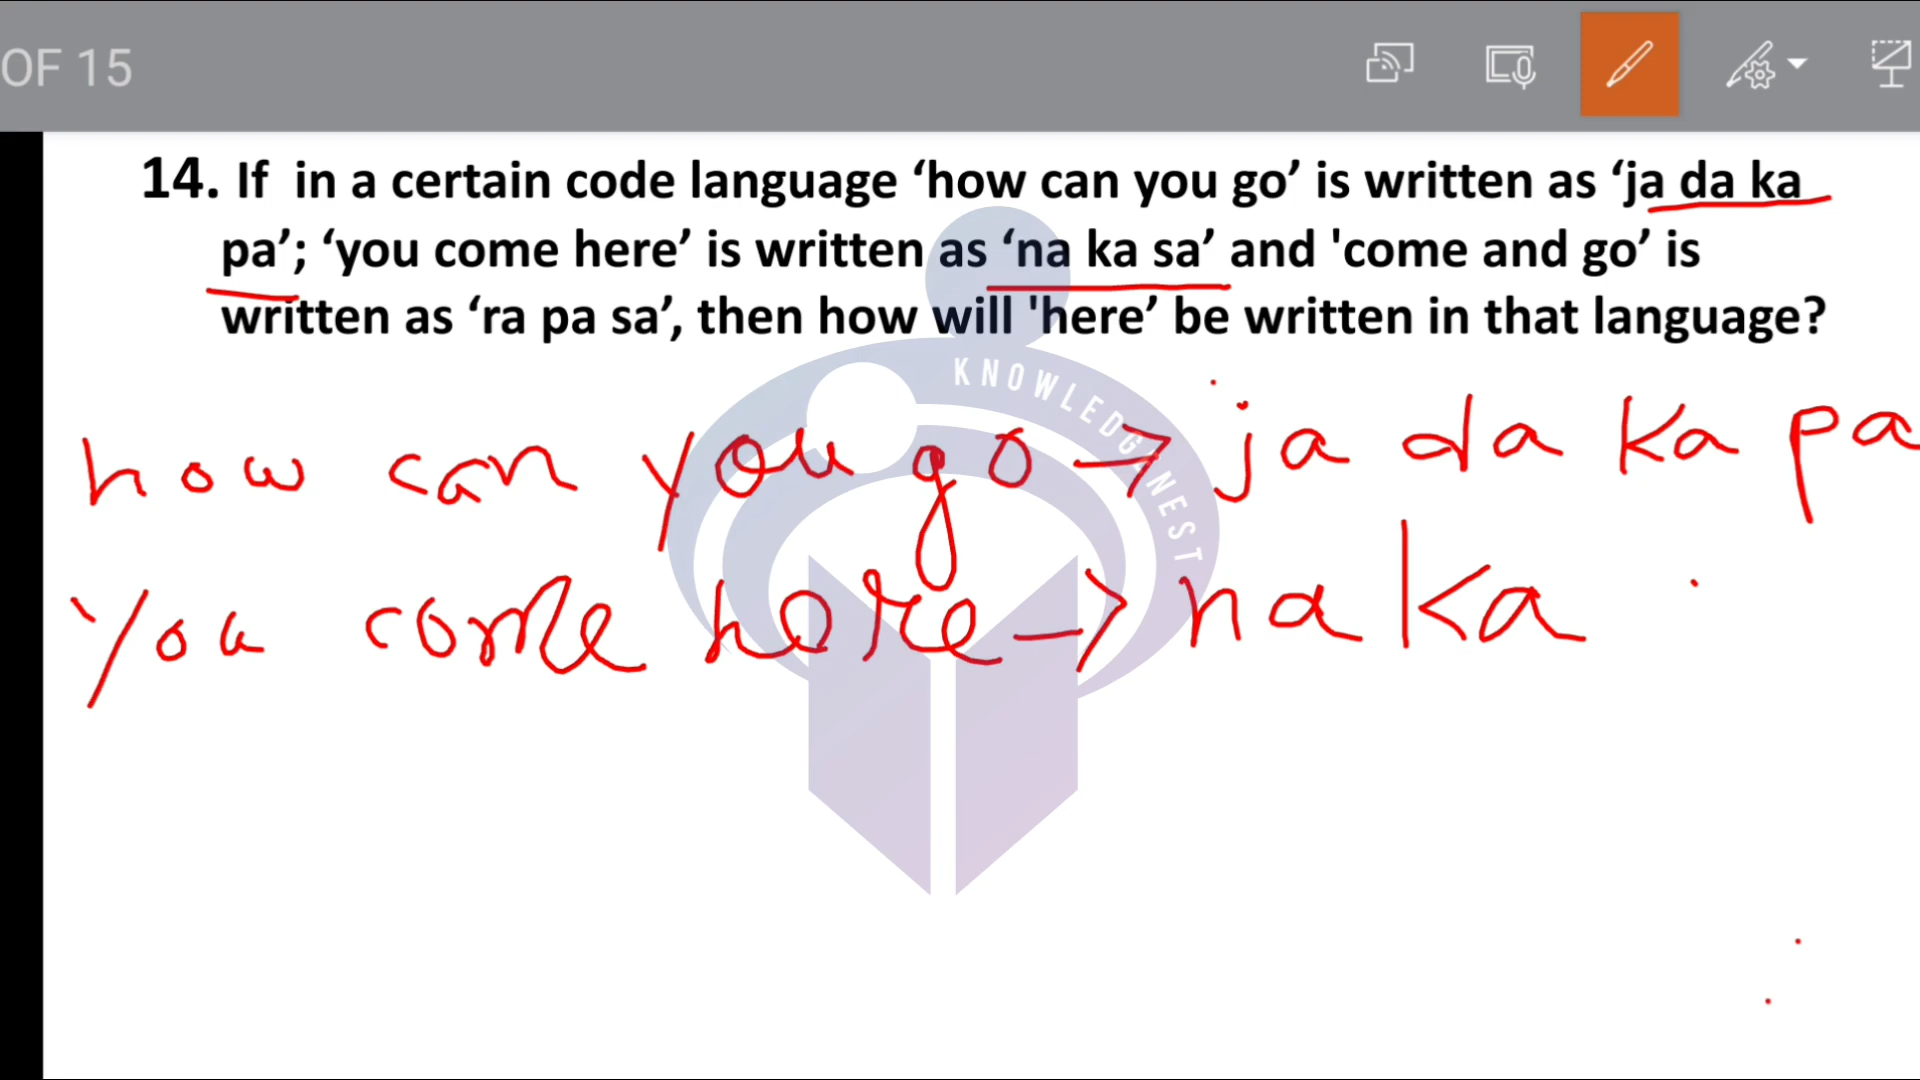 OF 15
14. If in a certain code language ‘how can you go’ is written as ‘ja da ka
pa’; ‘you come here’ is written as ‘na ka sa’ and 'come and go’ is
written as ‘ra pa sa’, then how will 'here’ be written in that language?
KNOWLEDGANEST
how can you go → ja da ka pa
you come here → na ka